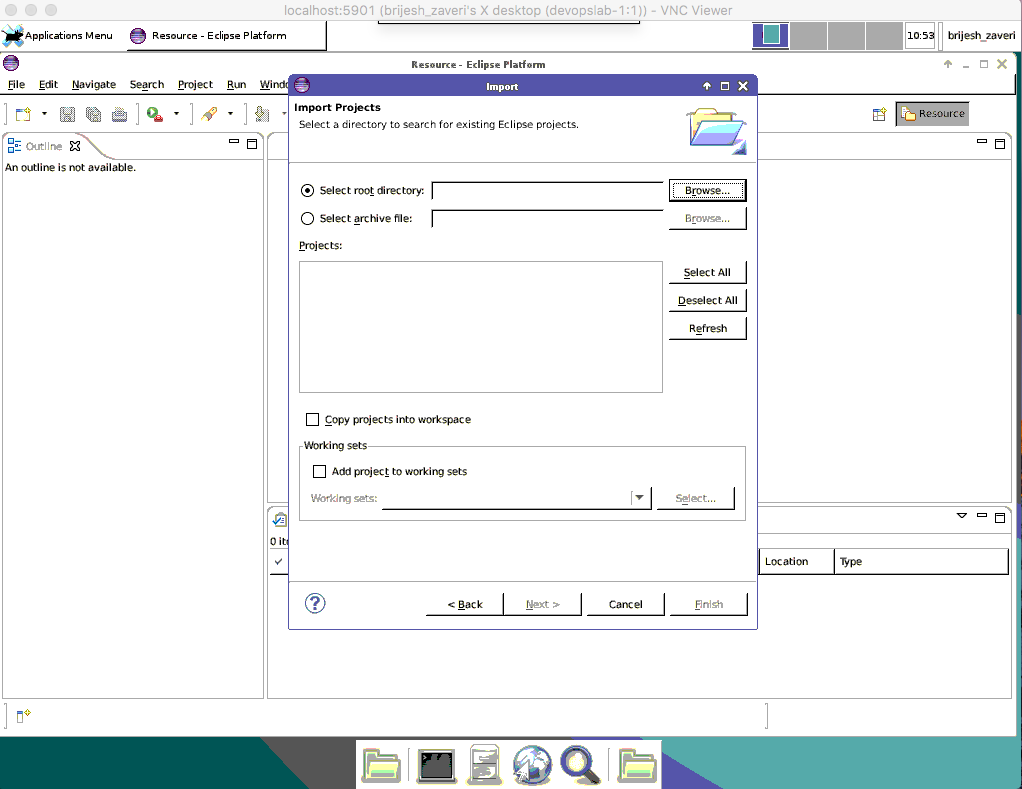 localhost:5901 (brijesh_zaveri's X desktop (devopslab-1:1)) - VNC Viewer
Applications Menu Resource - Eclipse Platform 10:53 brijesh_zaveri
Resource - Eclipse Platform
File Edit Navigate Search Project Run
Import
Import Projects
Select a directory to search for existing Eclipse projects.
Resource
Outline
An outline is not available.
Select root directory: Browse...
Select archive file: Browse...
Projects:
Select All
Deselect All
Refresh
Copy projects into workspace
Working sets
Add project to working sets
Working sets: Select...
0
Location Type
? < Back Next > Cancel Finish